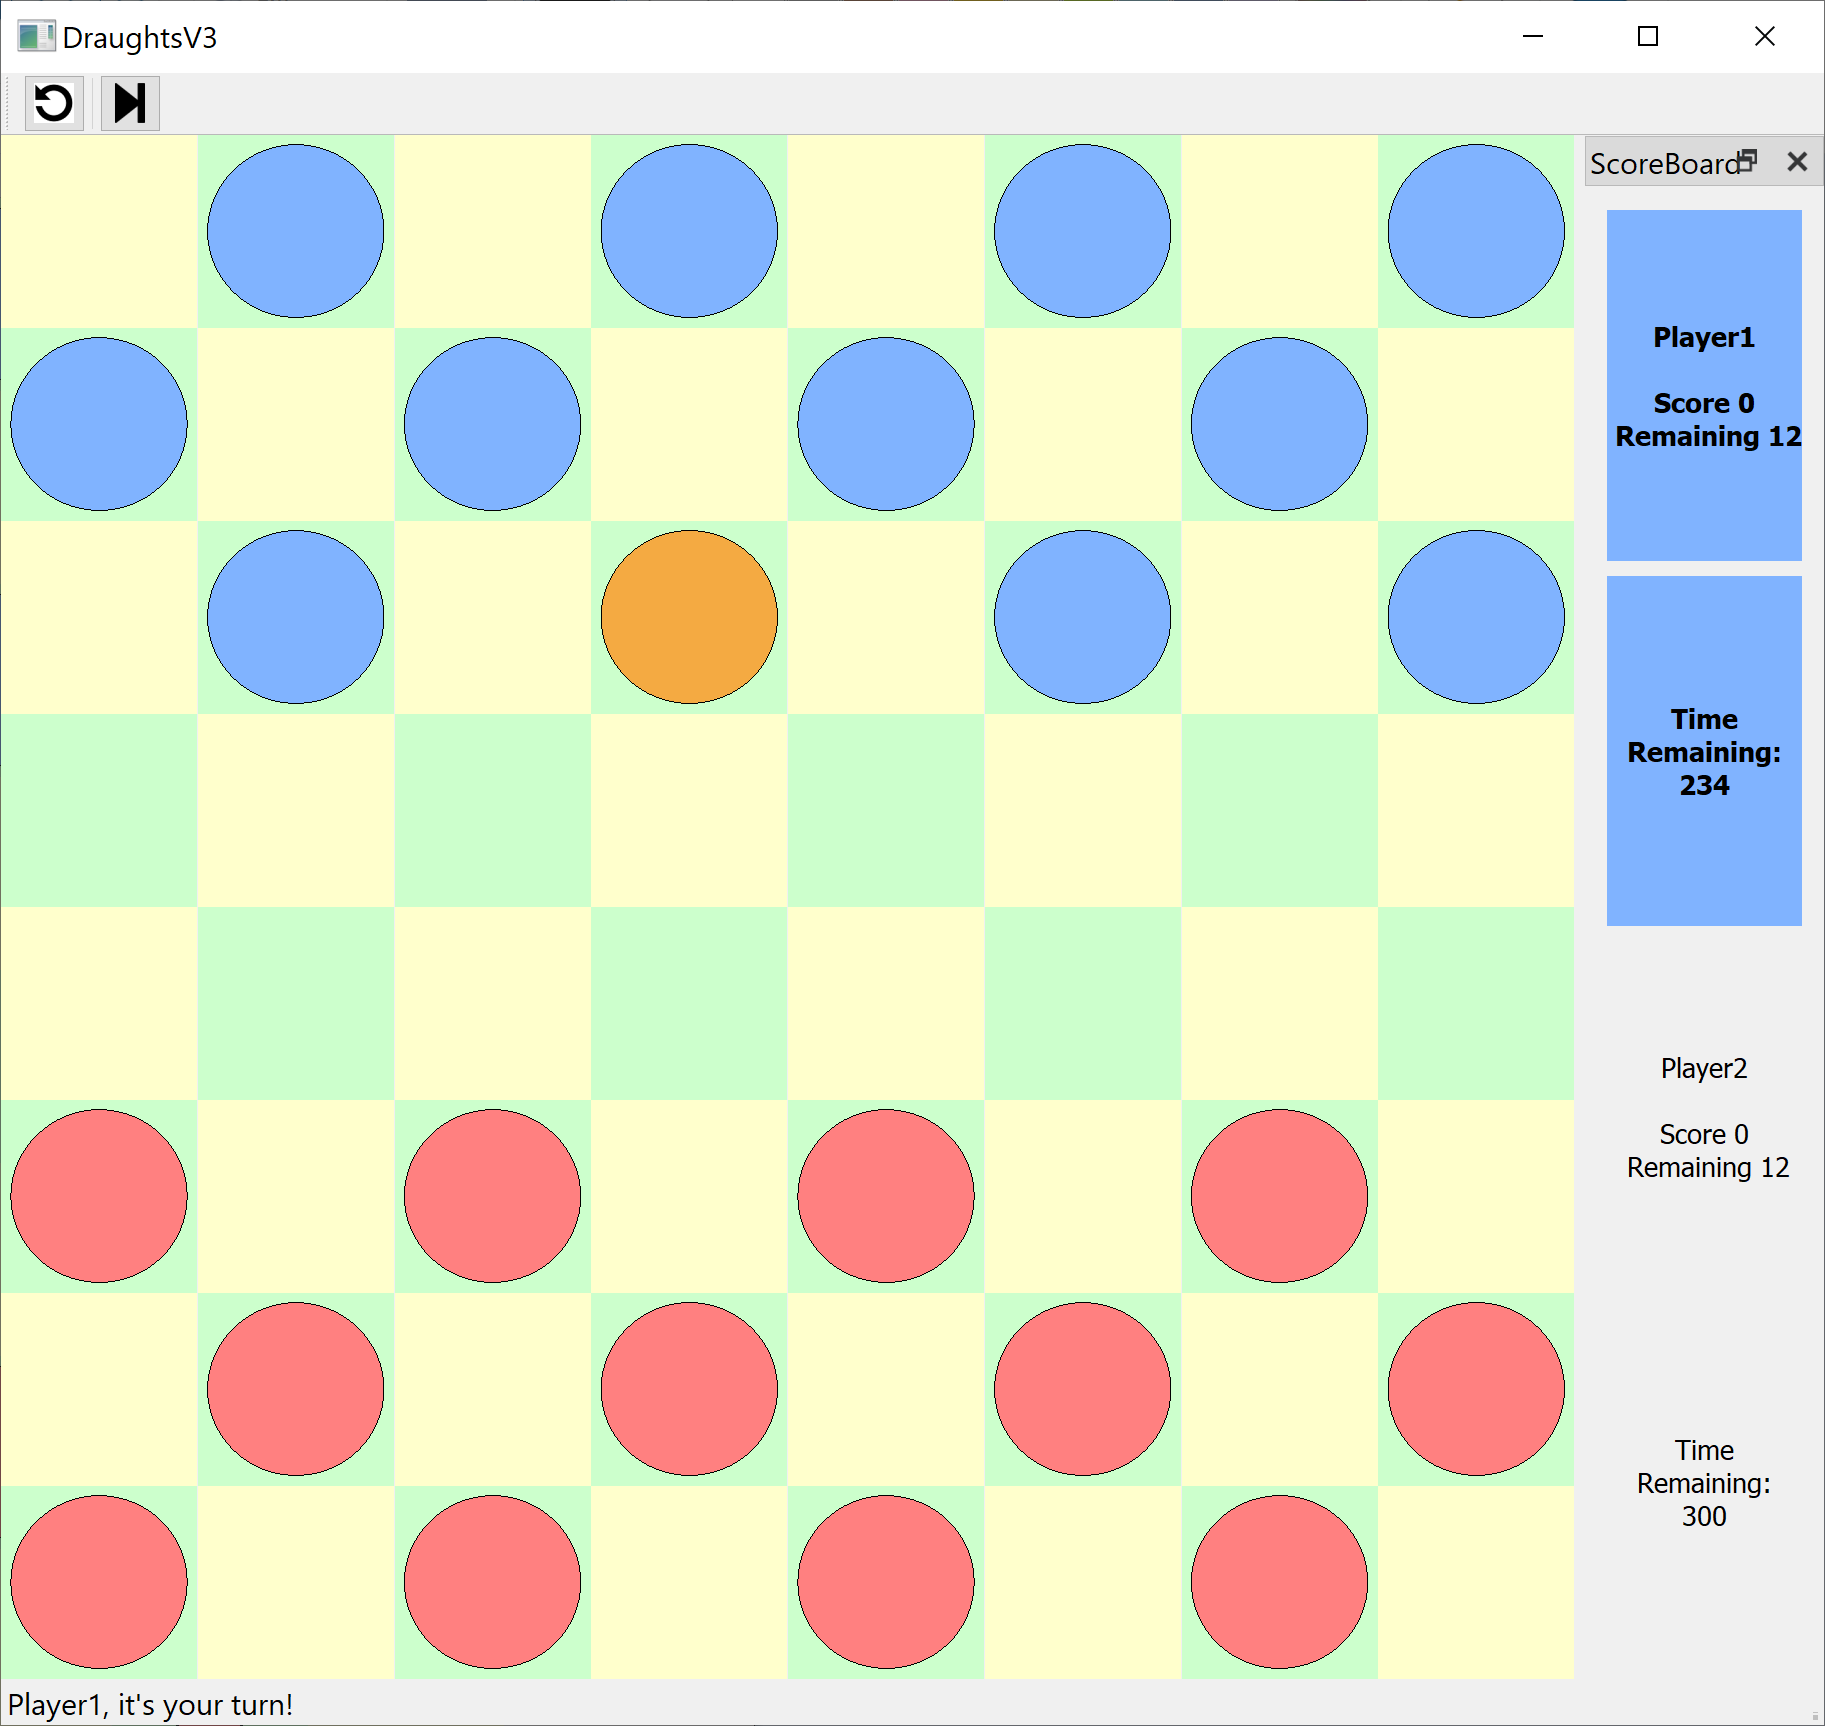 DraughtsV3
ScoreBoard
Player1
Score 0
Remaining 12
Time
Remaining:
234
Player2
Score 0
Remaining 12
Time
Remaining:
300
Player1, it's your turn!